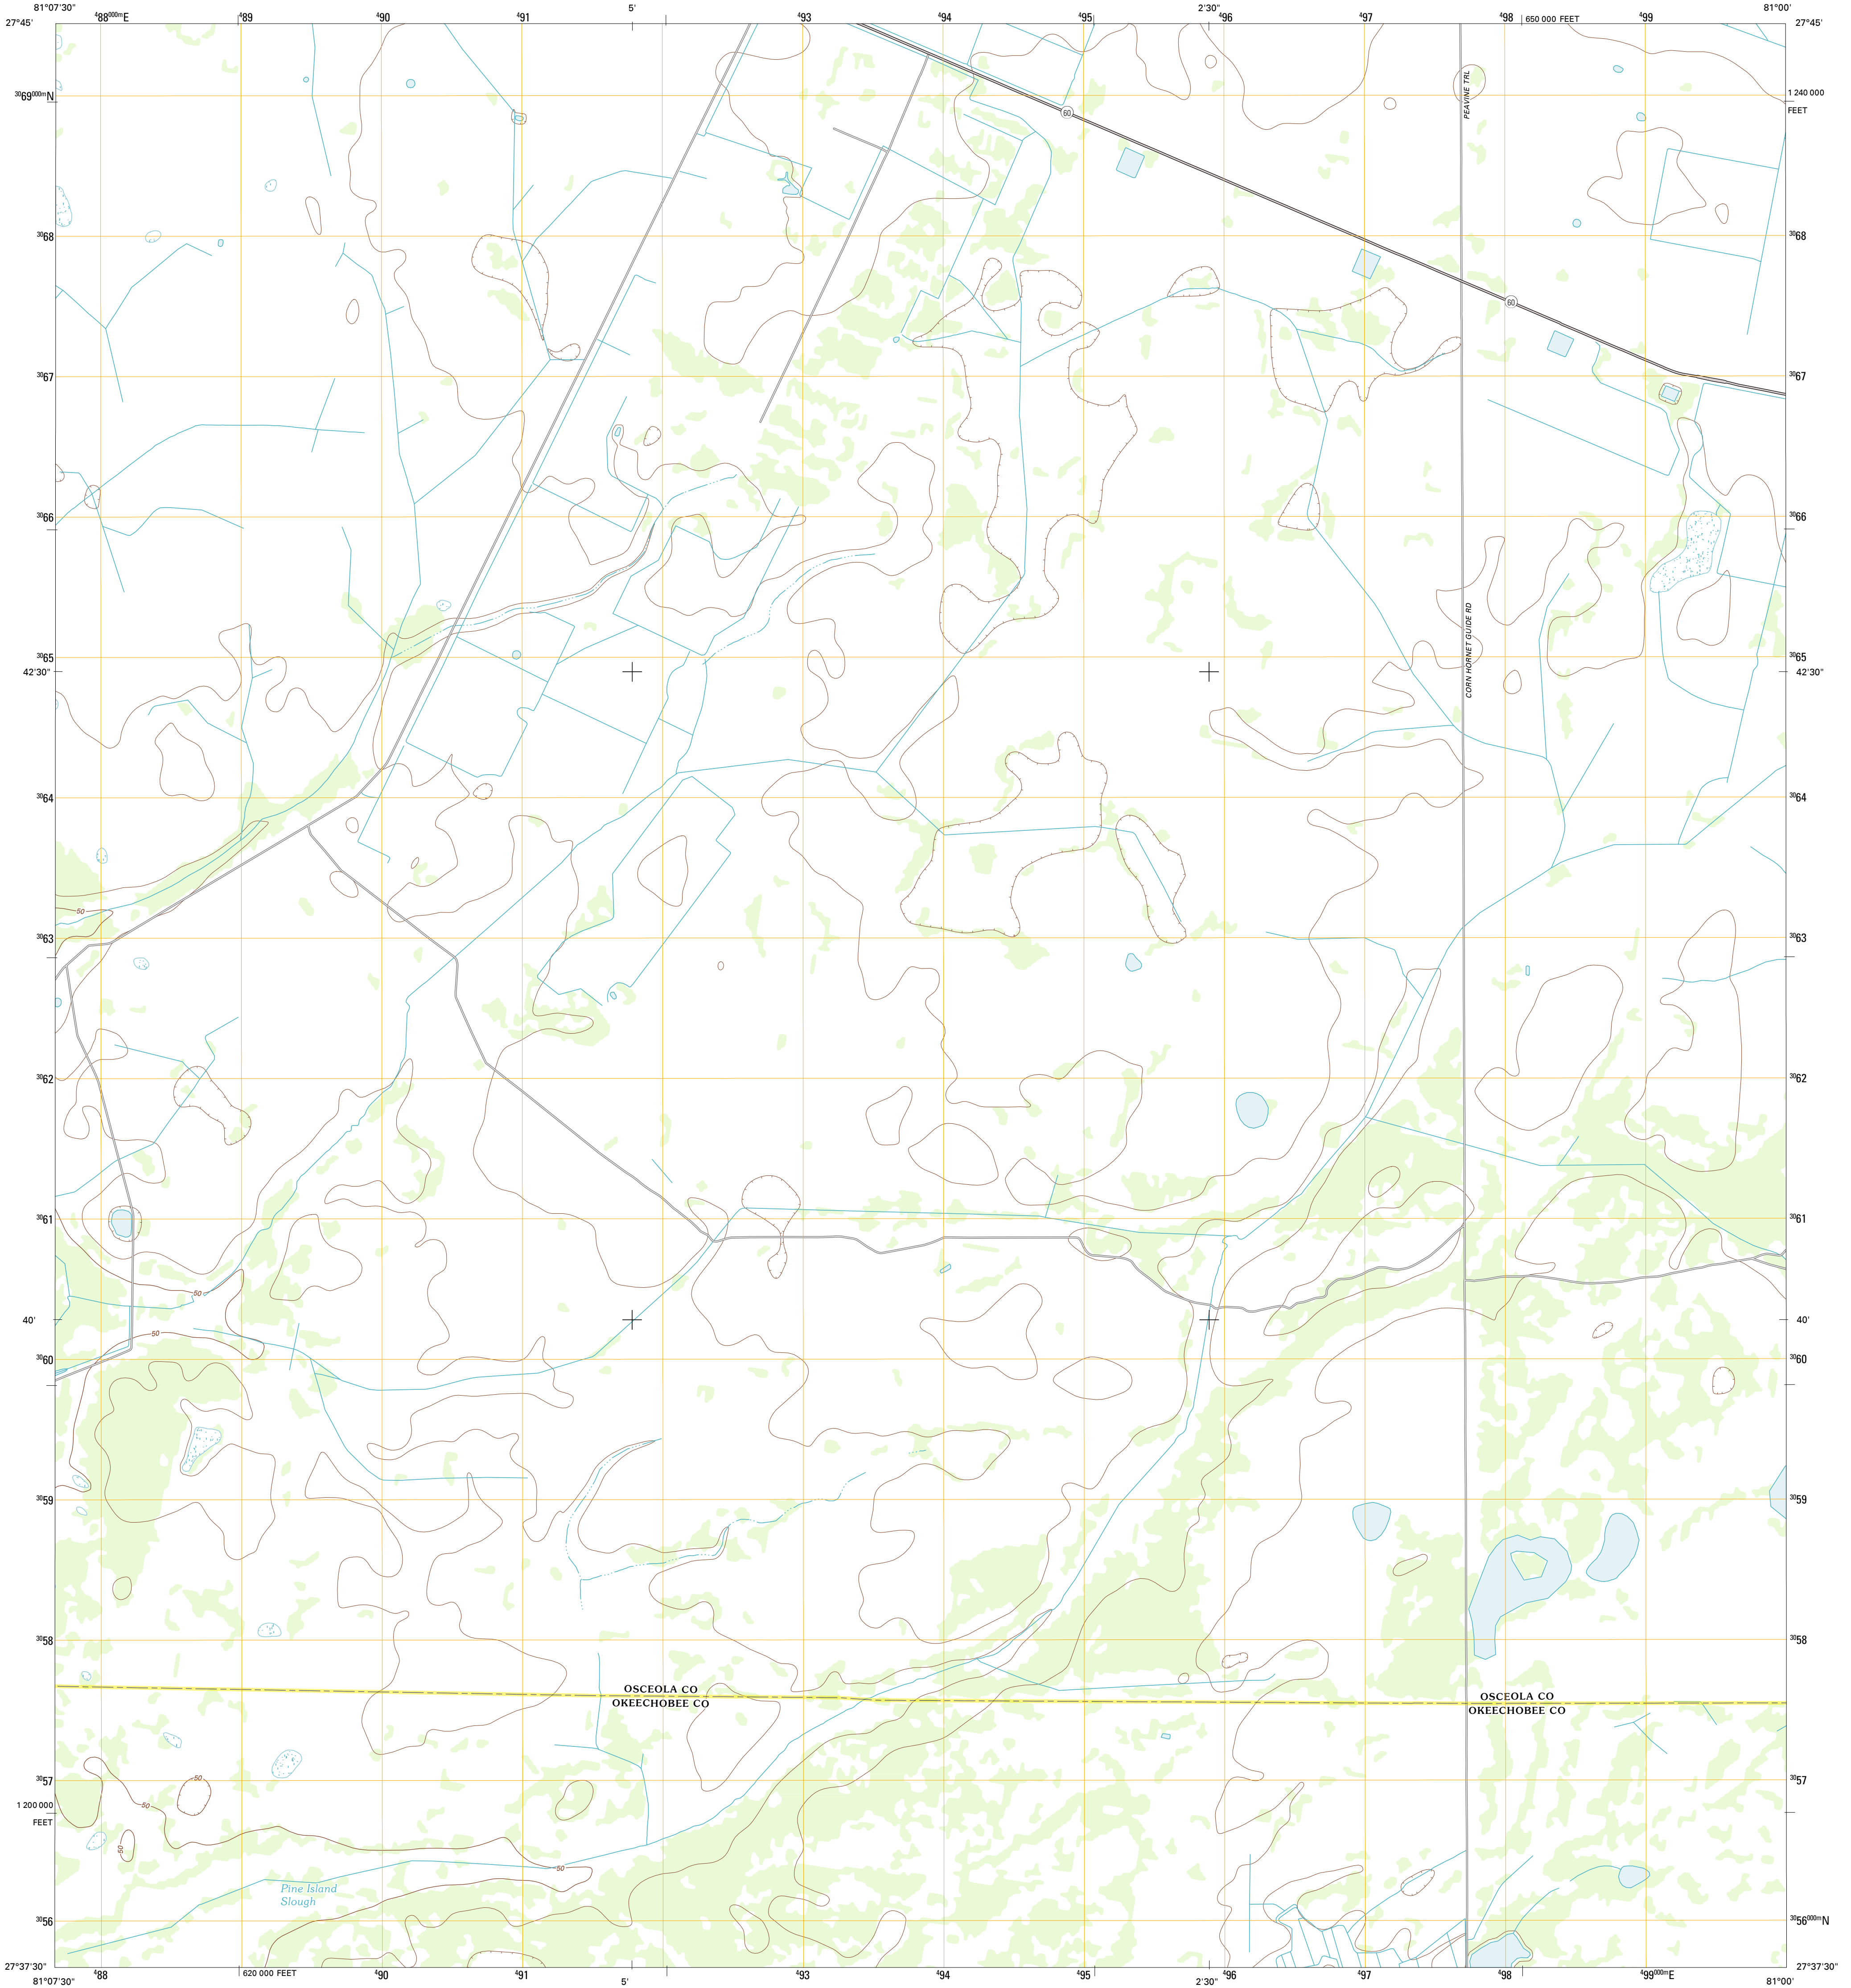 81°07'30" 488000mE 489 490 491 5' 493 494 495 2'30" 496 497 498 650 000 FEET 499 81°00'
27°45' 27°45'
3069000mN 1 240 000
FEET
PEAVINE TRL
60
3068 3068
60
3067 3067
3066 3066
CORN HORNET GUIDE RD
3065 3065
42'30" 42'30"
3064 3064
50
3063 3063
3062 3062
3061 3061
50
40' 40'
50
3060 3060
3059 3059
3058 3058
OSCEOLA CO
OKEECHOBEE CO
OSCEOLA CO
OKEECHOBEE CO
3057 50 3057
1 200 000
FEET
50
50
50
Pine Island
Slough
3056 3056000mN
27°37'30" 27°37'30"
81°07'30" 488 620 000 FEET 490 491 5' 493 494 495 2'30" 496 497 498 499000mE 81°00'